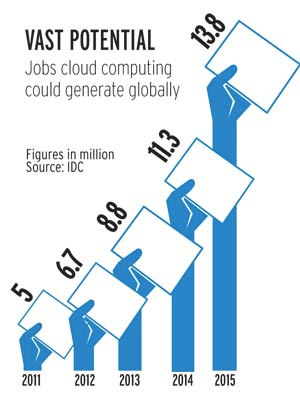 VAST POTENTIAL
Jobs cloud computing
could generate globally
Figures in million
Source: IDC
5
6.7
8.8
11.3
13.8
2011
2012
2013
2014
2015